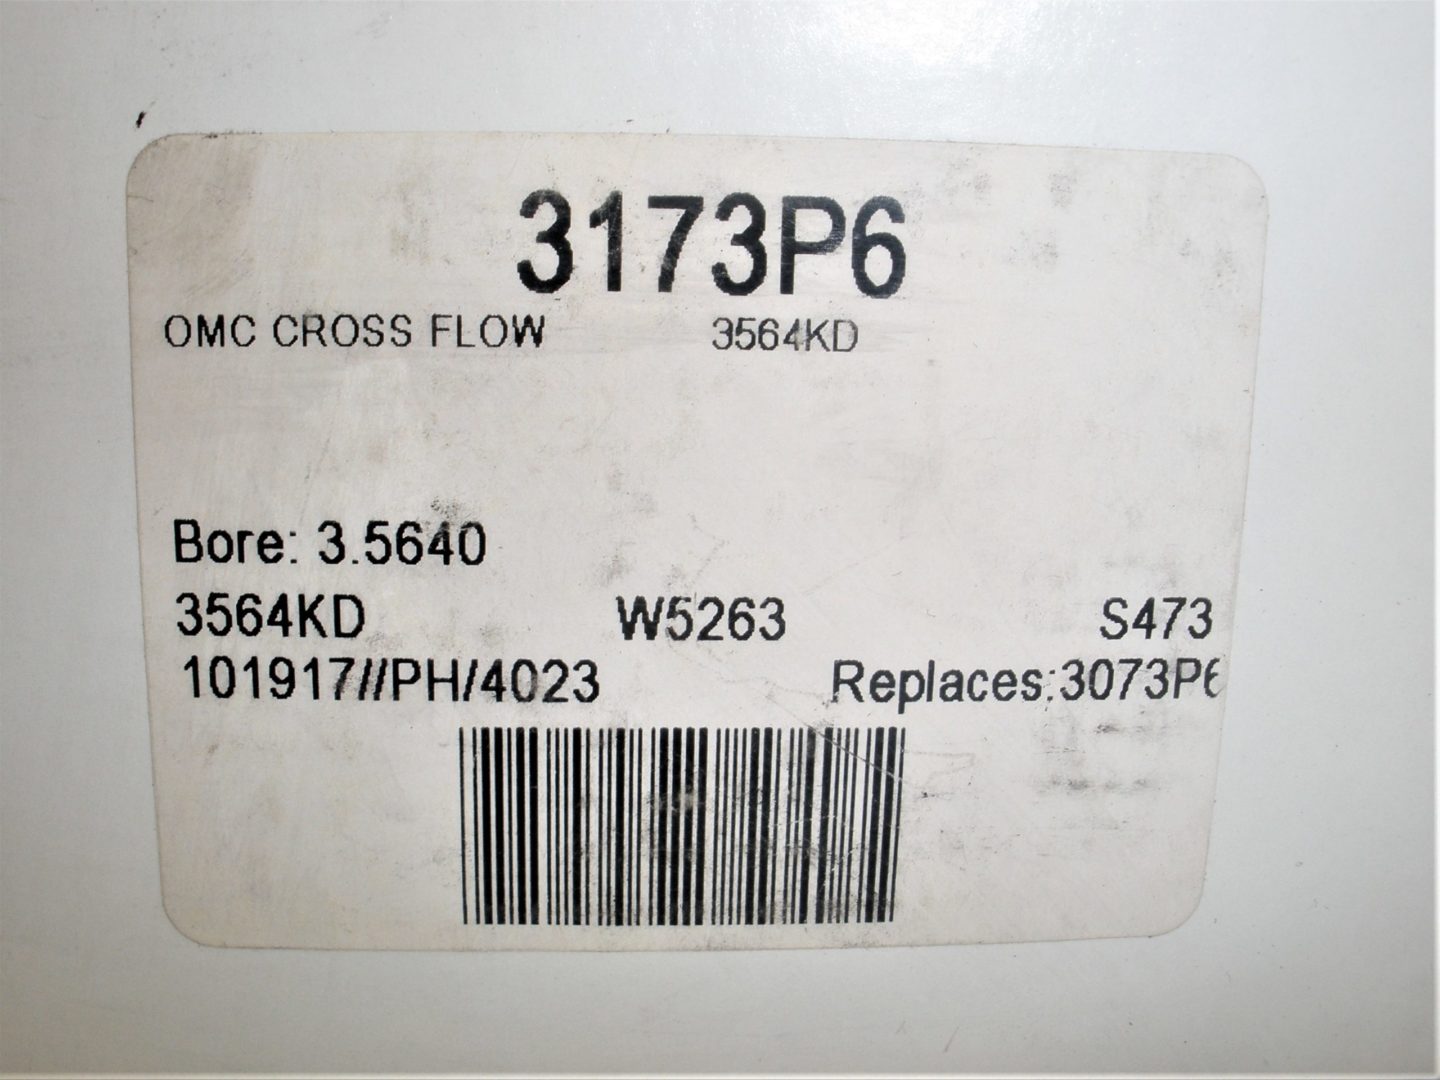 3173P6
OMC CROSS FLOW 3564KD
Bore: 3.5640
3564KD W5263 S473
101917//PH/4023 Replaces:3073P6